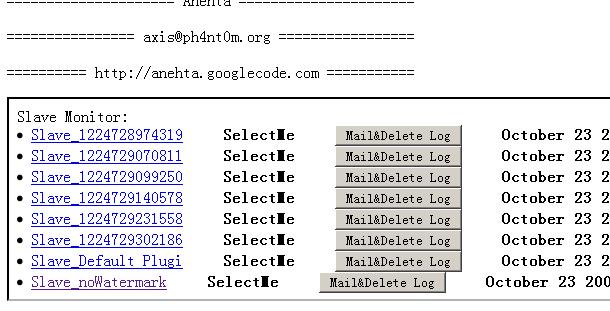 ===================== Anehta ======================
================ axis@ph4nt0m.org =================
========== http://anehta.googlecode.com ===========
Slave Monitor:
Slave_1224728974319 SelectMe Mail&Delete Log October 23 2
Slave_1224729070811 SelectMe Mail&Delete Log October 23 2
Slave_1224729099250 SelectMe Mail&Delete Log October 23 2
Slave_1224729140578 SelectMe Mail&Delete Log October 23 2
Slave_1224729231558 SelectMe Mail&Delete Log October 23 2
Slave_1224729302186 SelectMe Mail&Delete Log October 23 2
Slave_Default Plugi SelectMe Mail&Delete Log October 23 2
Slave_noWatermark SelectMe Mail&Delete Log October 23 200